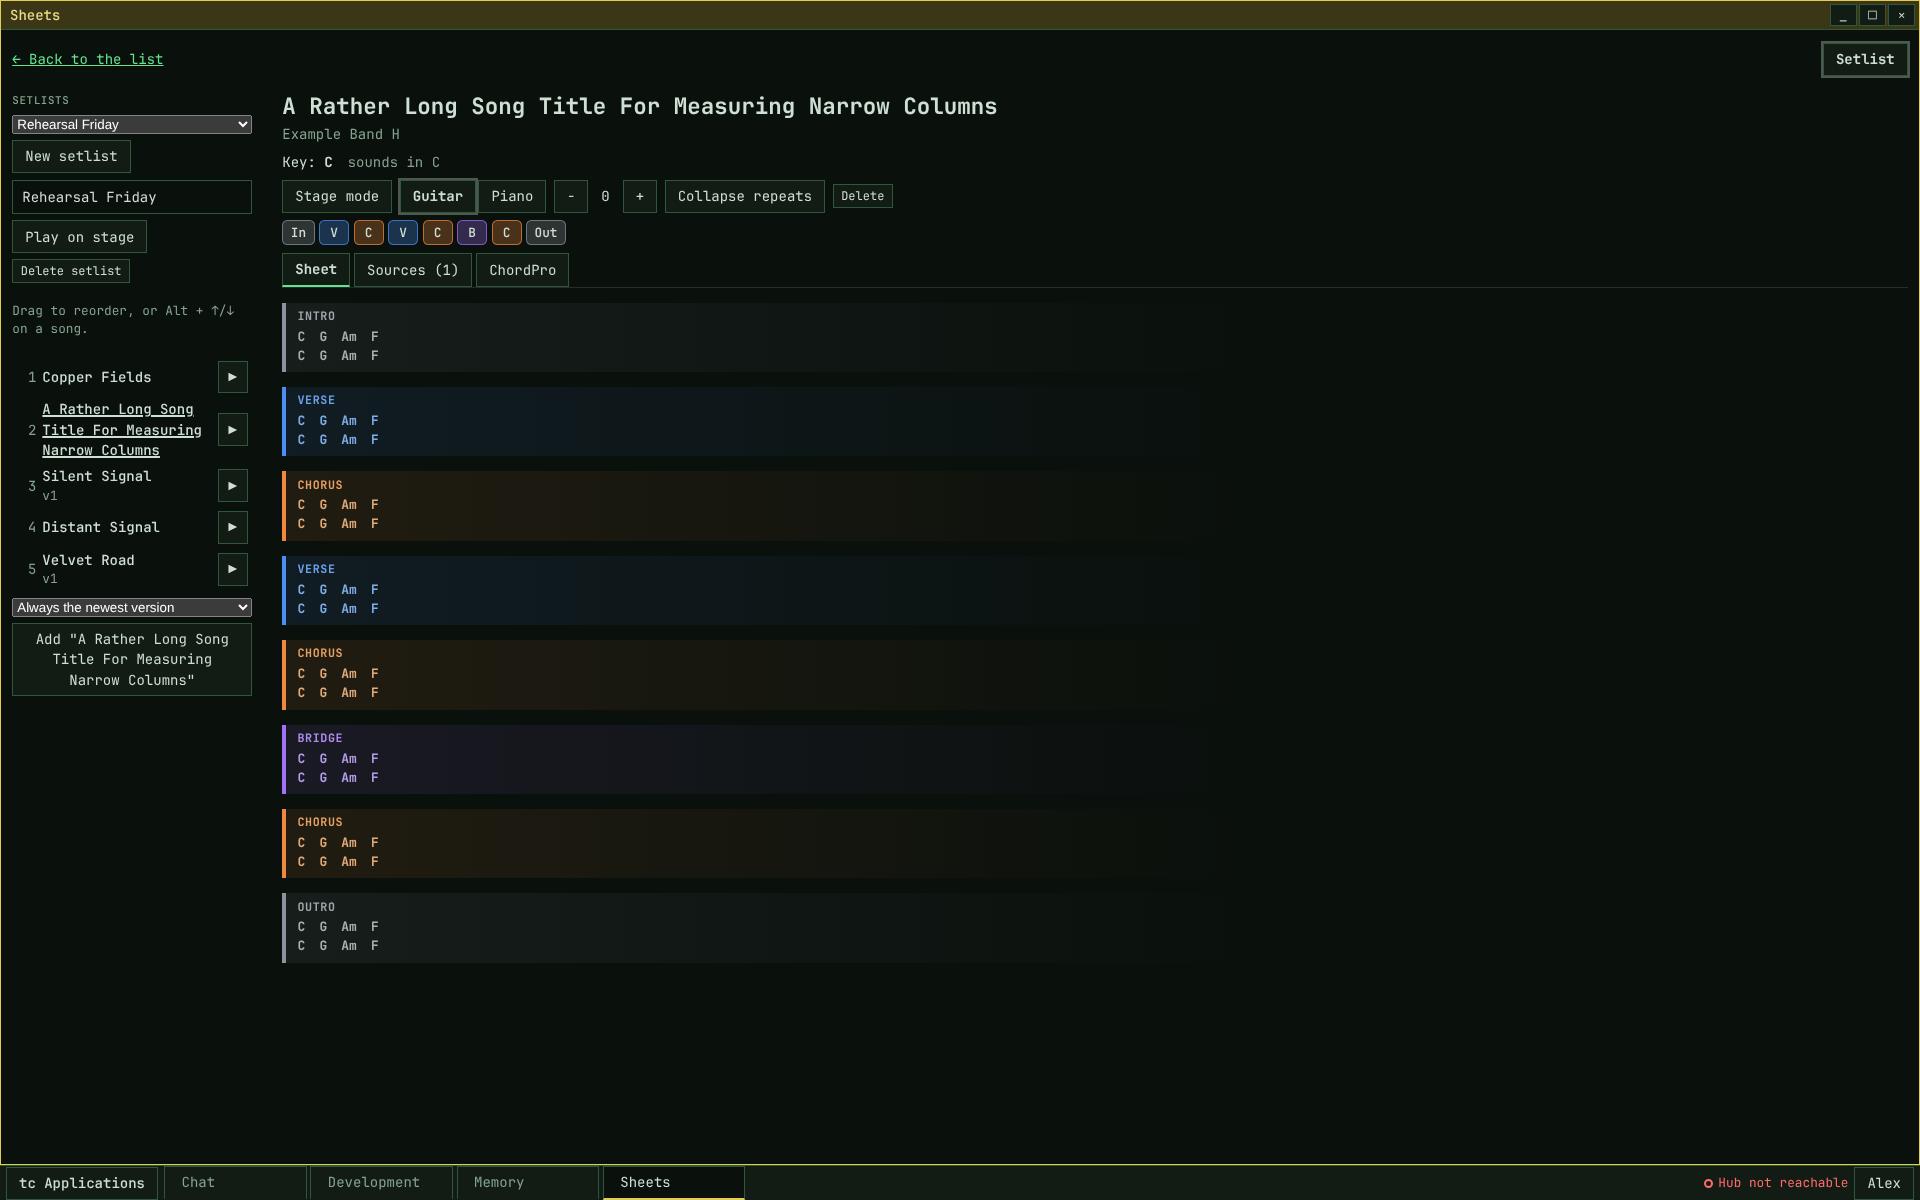 Sheets
_ □ ×
← Back to the list
Setlist
SETLISTS
Rehearsal Friday
New setlist
Rehearsal Friday
Play on stage
Delete setlist
Drag to reorder, or Alt + ↑/↓
on a song.
1 Copper Fields ▶
A Rather Long Song
2 Title For Measuring ▶
Narrow Columns
3 Silent Signal ▶
v1
4 Distant Signal ▶
5 Velvet Road ▶
v1
Always the newest version
Add "A Rather Long Song
Title For Measuring
Narrow Columns"
A Rather Long Song Title For Measuring Narrow Columns
Example Band H
Key: C sounds in C
Stage mode Guitar Piano - 0 + Collapse repeats Delete
In V C V C B C Out
Sheet Sources (1) ChordPro
INTRO
C G Am F
C G Am F
VERSE
C G Am F
C G Am F
CHORUS
C G Am F
C G Am F
VERSE
C G Am F
C G Am F
CHORUS
C G Am F
C G Am F
BRIDGE
C G Am F
C G Am F
CHORUS
C G Am F
C G Am F
OUTRO
C G Am F
C G Am F
tc Applications Chat Development Memory Sheets Hub not reachable Alex